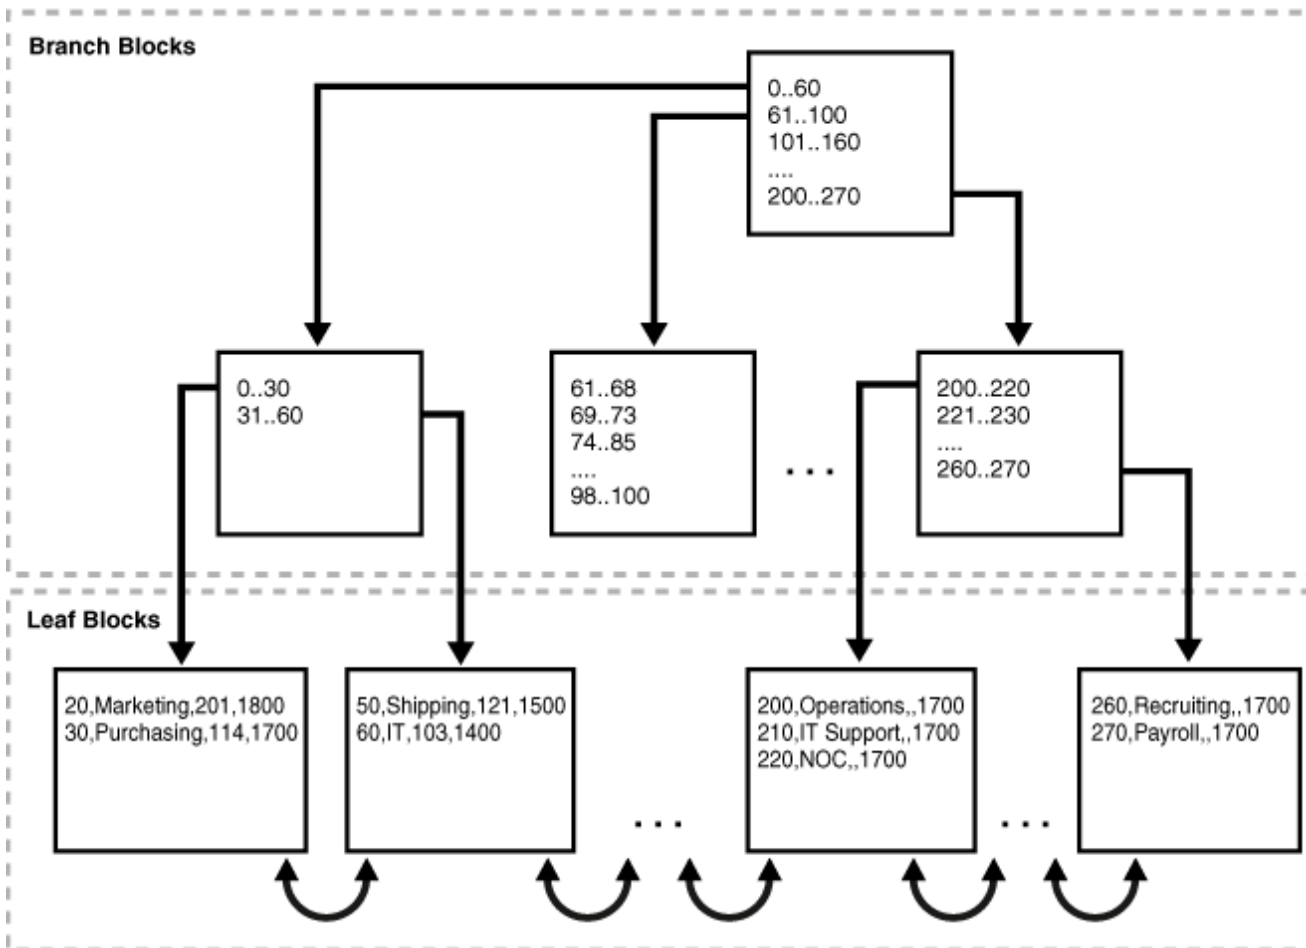 Branch Blocks
0..60
61..100
101..160
....
200..270
0..30
31..60
61..68
69..73
74..85
....
98..100
...
200..220
221..230
....
260..270
Leaf Blocks
20,Marketing,201,1800
30,Purchasing,114,1700
50,Shipping,121,1500
60,IT,103,1400
...
200,Operations,,1700
210,IT Support,,1700
220,NOC,,1700
...
260,Recruiting,,1700
270,Payroll,,1700